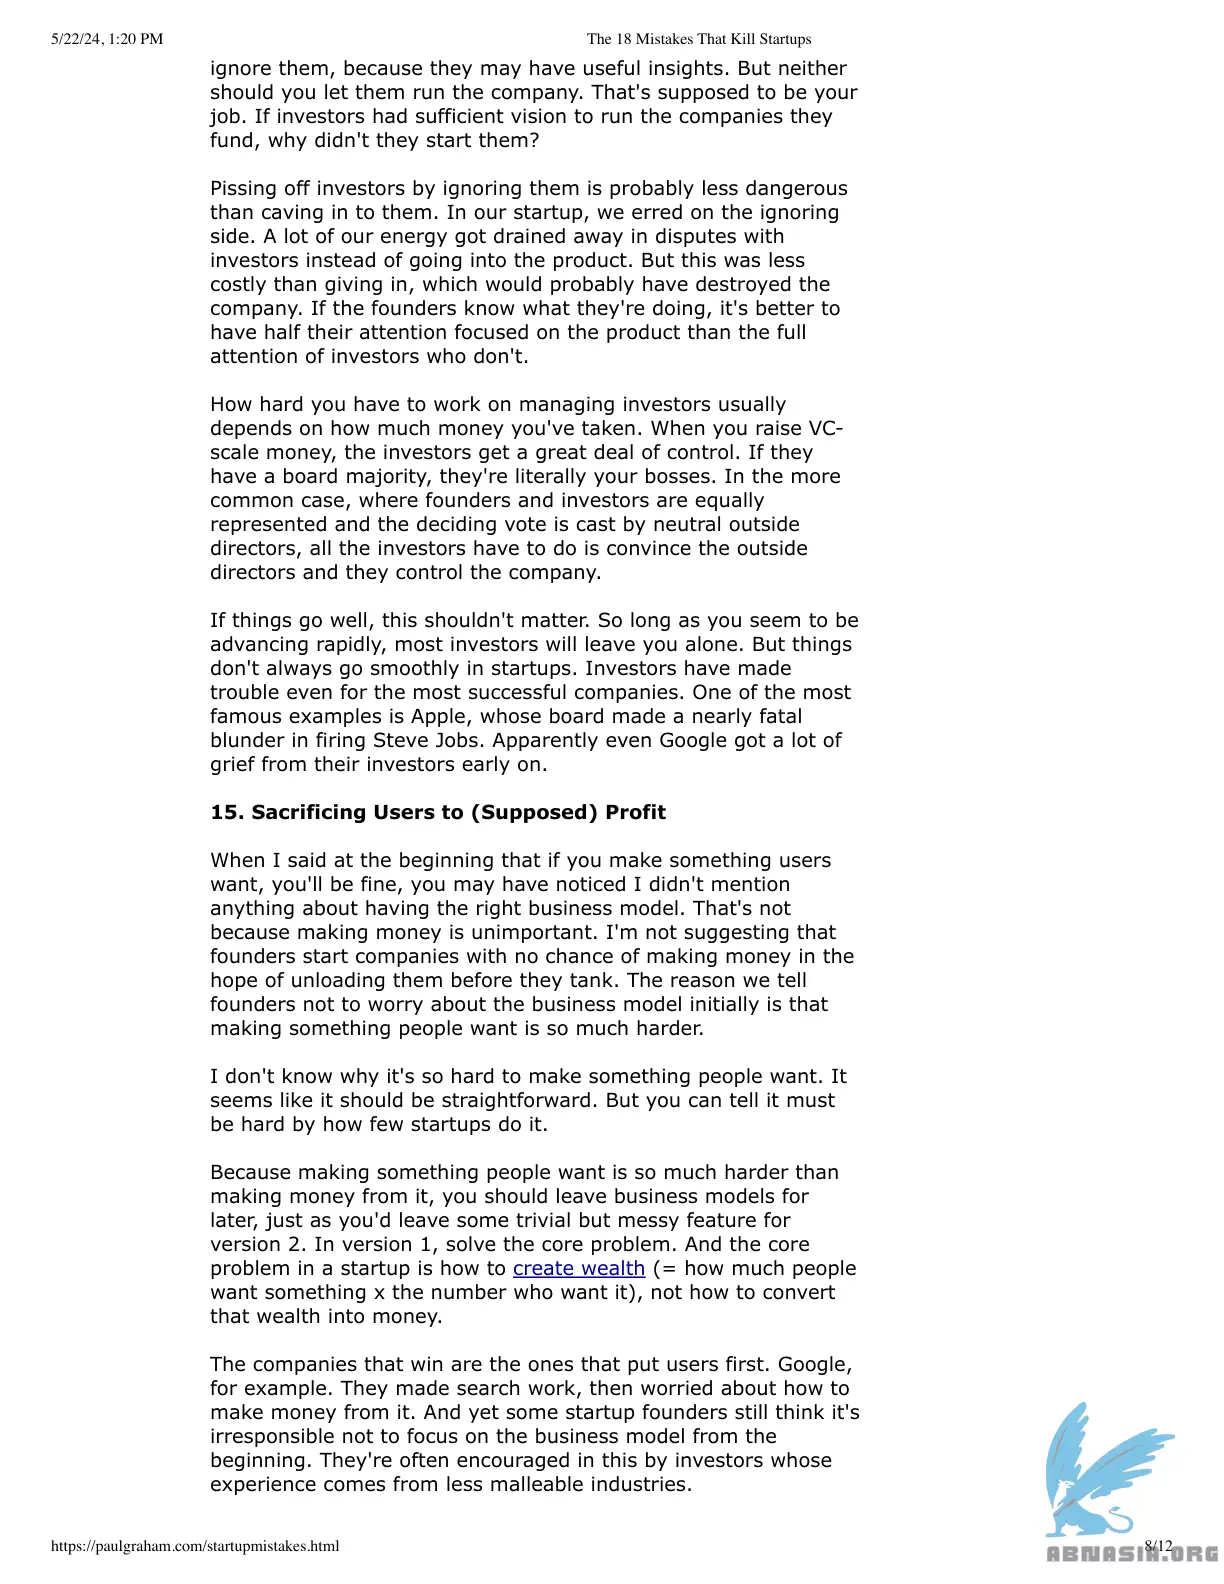 5/22/24, 1:20 PM
The 18 Mistakes That Kill Startups
ignore them, because they may have useful insights. But neither
should you let them run the company. That's supposed to be your
job. If investors had sufficient vision to run the companies they
fund, why didn't they start them?
Pissing off investors by ignoring them is probably less dangerous
than caving in to them. In our startup, we erred on the ignoring
side. A lot of our energy got drained away in disputes with
investors instead of going into the product. But this was less
costly than giving in, which would probably have destroyed the
company. If the founders know what they're doing, it's better to
have half their attention focused on the product than the full
attention of investors who don't.
How hard you have to work on managing investors usually
depends on how much money you've taken. When you raise VC-
scale money, the investors get a great deal of control. If they
have a board majority, they're literally your bosses. In the more
common case, where founders and investors are equally
represented and the deciding vote is cast by neutral outside
directors, all the investors have to do is convince the outside
directors and they control the company.
If things go well, this shouldn't matter. So long as you seem to be
advancing rapidly, most investors will leave you alone. But things
don't always go smoothly in startups. Investors have made
trouble even for the most successful companies. One of the most
famous examples is Apple, whose board made a nearly fatal
blunder in firing Steve Jobs. Apparently even Google got a lot of
grief from their investors early on.
15. Sacrificing Users to (Supposed) Profit
When I said at the beginning that if you make something users
want, you'll be fine, you may have noticed I didn't mention
anything about having the right business model. That's not
because making money is unimportant. I'm not suggesting that
founders start companies with no chance of making money in the
hope of unloading them before they tank. The reason we tell
founders not to worry about the business model initially is that
making something people want is so much harder.
I don't know why it's so hard to make something people want. It
seems like it should be straightforward. But you can tell it must
be hard by how few startups do it.
Because making something people want is so much harder than
making money from it, you should leave business models for
later, just as you'd leave some trivial but messy feature for
version 2. In version 1, solve the core problem. And the core
problem in a startup is how to create wealth (= how much people
want something x the number who want it), not how to convert
that wealth into money.
The companies that win are the ones that put users first. Google,
for example. They made search work, then worried about how to
make money from it. And yet some startup founders still think it's
irresponsible not to focus on the business model from the
beginning. They're often encouraged in this by investors whose
experience comes from less malleable industries.
https://paulgraham.com/startupmistakes.html
8/12
ABNASIA.ORG